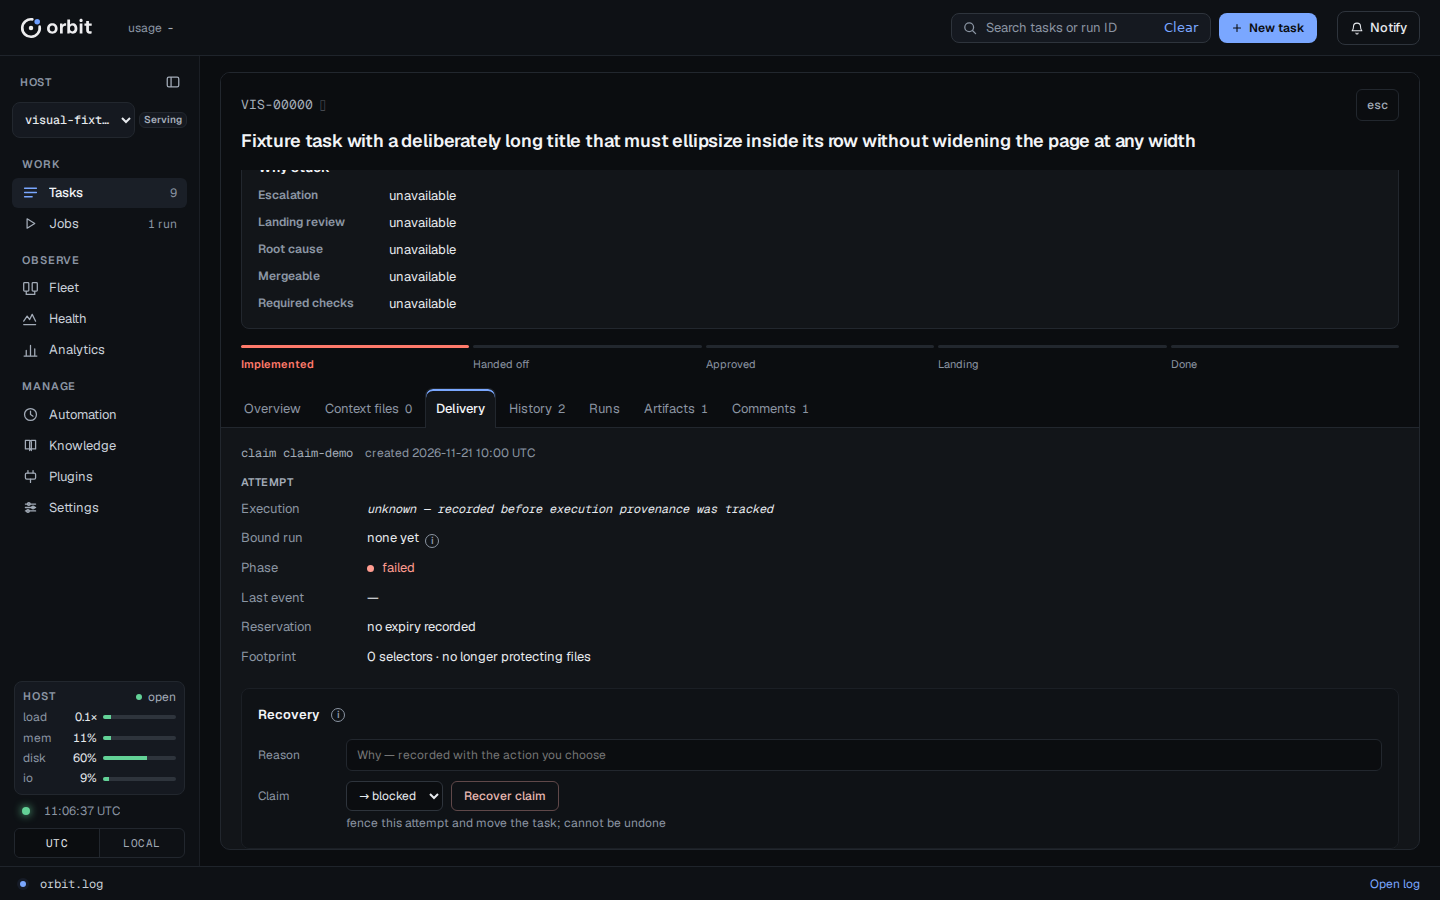 orbit
usage -
Search tasks or run ID
Clear
+ New task
Notify
HOST
visual-fixt...
Serving
WORK
Tasks 9
Jobs 1 run
OBSERVE
Fleet
Health
Analytics
MANAGE
Automation
Knowledge
Plugins
Settings
HOST open
load 0.1×
mem 11%
disk 60%
io 9%
11:06:37 UTC
UTC LOCAL
VIS-00000
esc
Fixture task with a deliberately long title that must ellipsize inside its row without widening the page at any width
Why stuck
Escalation unavailable
Landing review unavailable
Root cause unavailable
Mergeable unavailable
Required checks unavailable
Implemented Handed off Approved Landing Done
Overview Context files 0 Delivery History 2 Runs Artifacts 1 Comments 1
claim claim-demo created 2026-11-21 10:00 UTC
ATTEMPT
Execution unknown — recorded before execution provenance was tracked
Bound run none yet
Phase failed
Last event —
Reservation no expiry recorded
Footprint 0 selectors · no longer protecting files
Recovery
Reason Why — recorded with the action you choose
Claim → blocked Recover claim
fence this attempt and move the task; cannot be undone
orbit.log
Open log